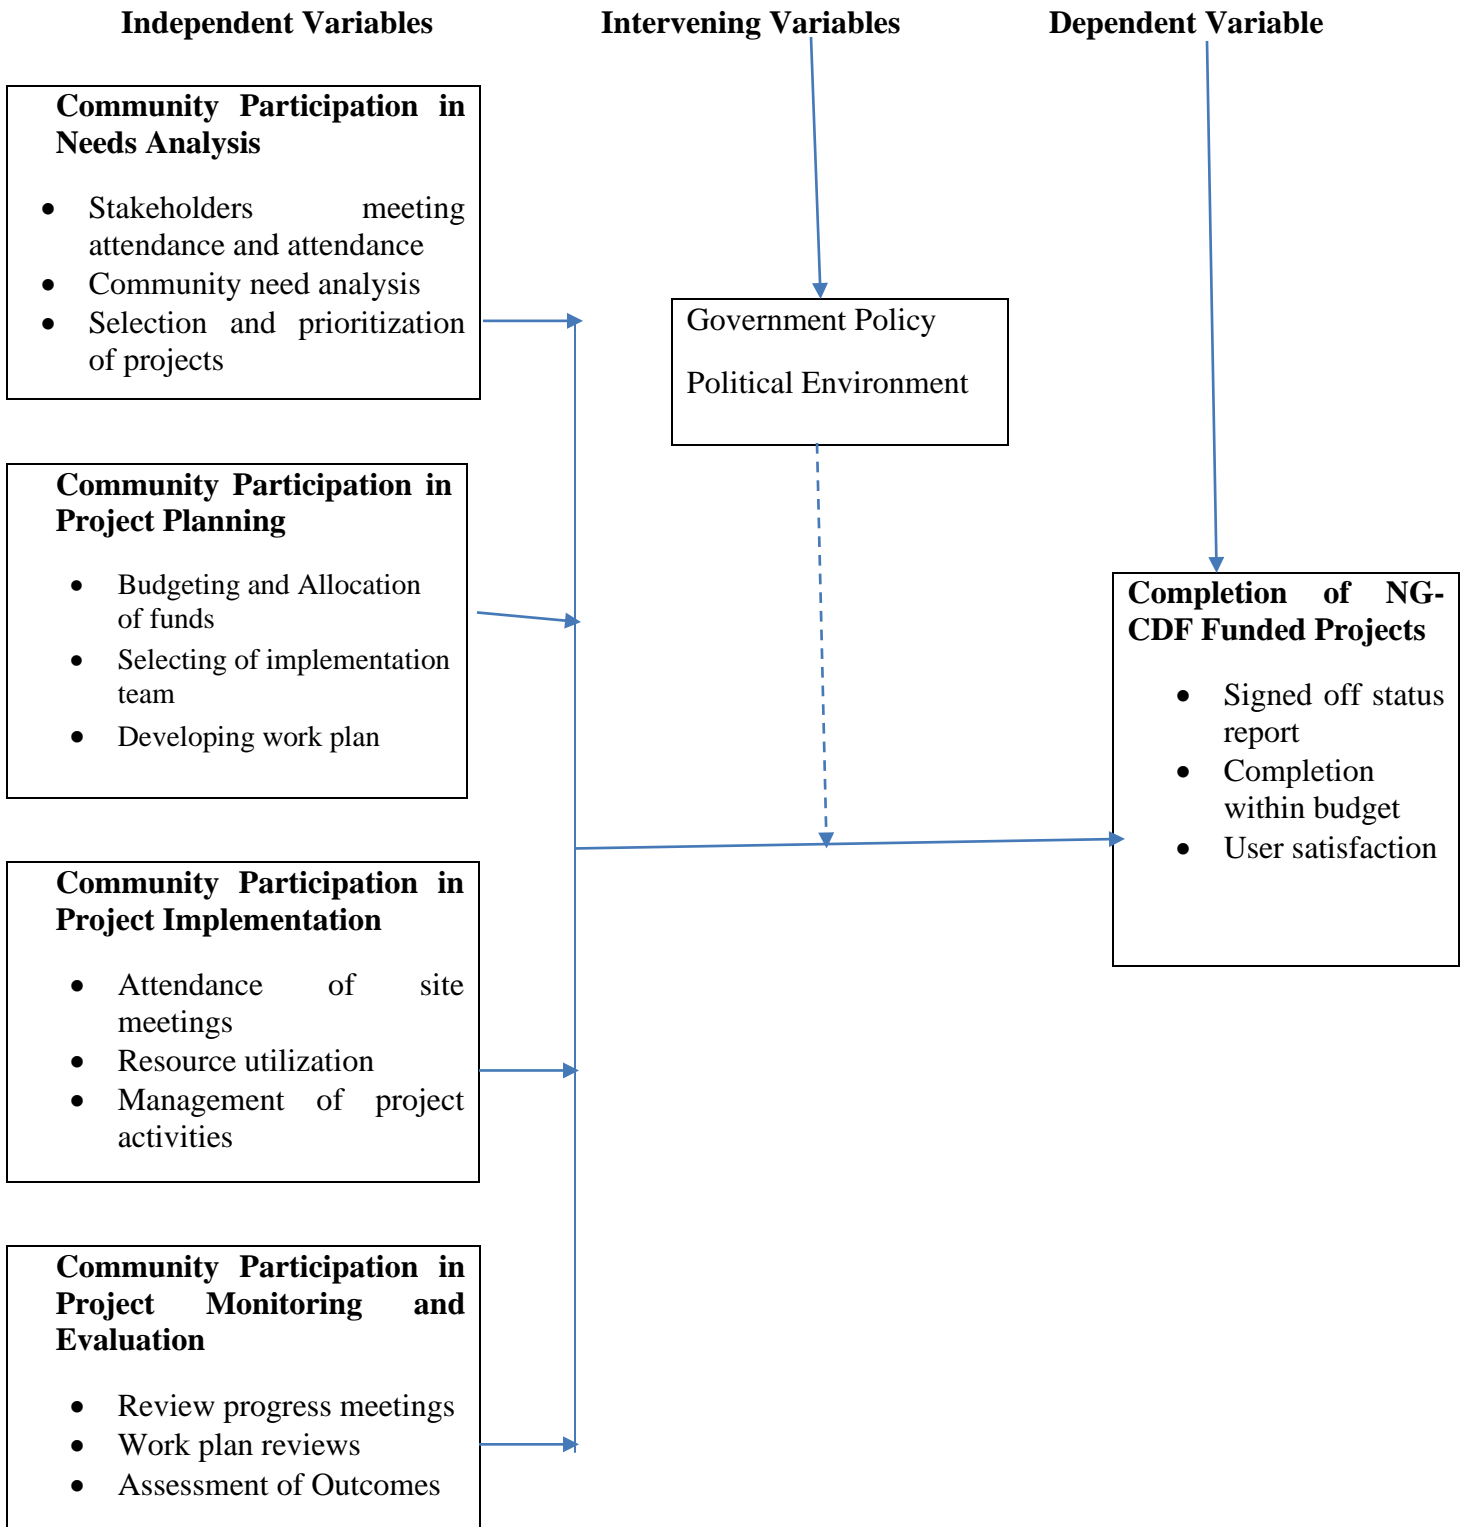 Independent Variables
Intervening Variables
Dependent Variable
Community Participation in
Needs Analysis
• Stakeholders meeting
attendance and attendance
• Community need analysis
• Selection and prioritization
of projects
Government Policy
Political Environment
Community Participation in
Project Planning
• Budgeting and Allocation
of funds
• Selecting of implementation
team
• Developing work plan
Completion of NG-
CDF Funded Projects
• Signed off status
report
• Completion
within budget
• User satisfaction
Community Participation in
Project Implementation
• Attendance of site
meetings
• Resource utilization
• Management of project
activities
Community Participation in
Project Monitoring and
Evaluation
• Review progress meetings
• Work plan reviews
• Assessment of Outcomes